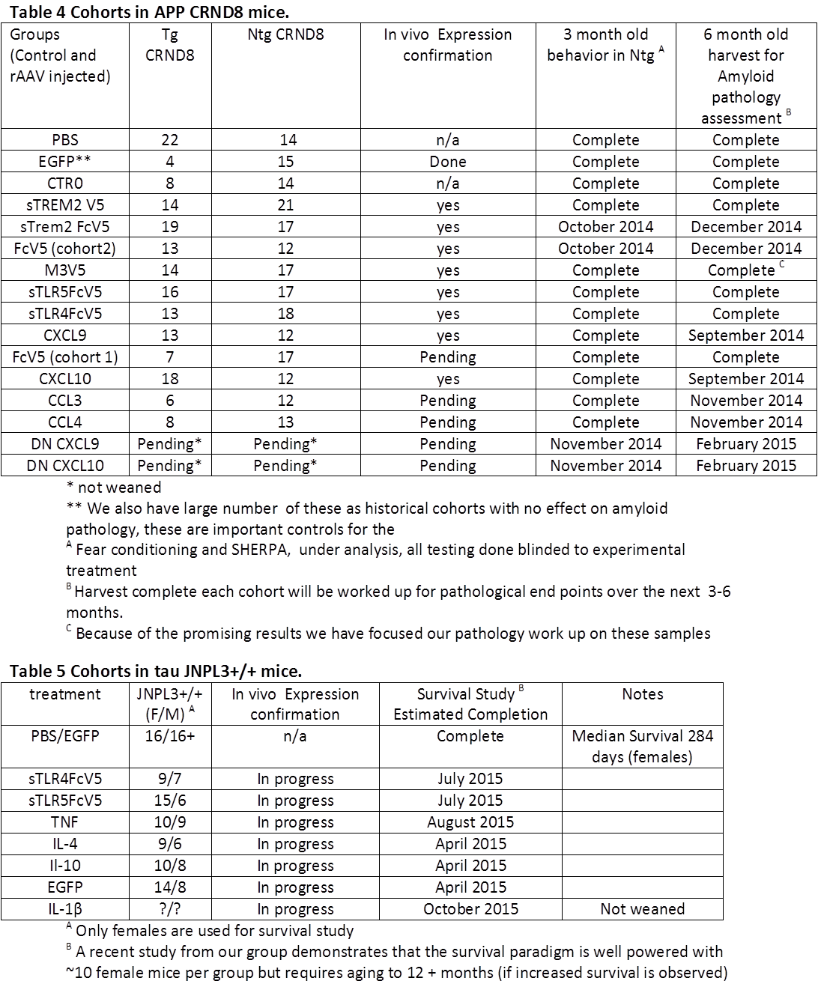 Table 4 Cohorts in APP CRND8 mice.
Groups (Control and rAAV injected) | Tg CRND8 | Ntg CRND8 | In vivo Expression confirmation | 3 month old behavior in Ntg A | 6 month old harvest for Amyloid pathology assessment B
PBS | 22 | 14 | n/a | Complete | Complete
EGFP** | 4 | 15 | Done | Complete | Complete
CTR0 | 8 | 14 | n/a | Complete | Complete
sTREM2 V5 | 14 | 21 | yes | Complete | Complete
sTrem2 FcV5 | 19 | 17 | yes | October 2014 | December 2014
FcV5 (cohort2) | 13 | 12 | yes | October 2014 | December 2014
M3V5 | 14 | 17 | yes | Complete | Complete C
sTLR5FcV5 | 16 | 17 | yes | Complete | Complete
sTLR4FcV5 | 13 | 18 | yes | Complete | Complete
CXCL9 | 13 | 12 | yes | Complete | September 2014
FcV5 (cohort 1) | 7 | 17 | Pending | Complete | Complete
CXCL10 | 18 | 12 | yes | Complete | September 2014
CCL3 | 6 | 12 | Pending | Complete | November 2014
CCL4 | 8 | 13 | Pending | Complete | November 2014
DN CXCL9 | Pending* | Pending* | Pending | November 2014 | February 2015
DN CXCL10 | Pending* | Pending* | Pending | November 2014 | February 2015
* not weaned
** We also have large number of these as historical cohorts with no effect on amyloid
pathology, these are important controls for the
A Fear conditioning and SHERPA, under analysis, all testing done blinded to experimental
treatment
B Harvest complete each cohort will be worked up for pathological end points over the next 3-6
months.
C Because of the promising results we have focused our pathology work up on these samples
Table 5 Cohorts in tau JNPL3+/+ mice.
treatment | JNPL3+/+ (F/M) A | In vivo Expression confirmation | Survival Study B Estimated Completion | Notes
PBS/EGFP | 16/16+ | n/a | Complete | Median Survival 284 days (females)
sTLR4FcV5 | 9/7 | In progress | July 2015
sTLR5FcV5 | 15/6 | In progress | July 2015
TNF | 10/9 | In progress | August 2015
IL-4 | 9/6 | In progress | April 2015
Il-10 | 10/8 | In progress | April 2015
EGFP | 14/8 | In progress | April 2015
IL-1β | ?/? | In progress | October 2015 | Not weaned
A Only females are used for survival study
B A recent study from our group demonstrates that the survival paradigm is well powered with
~10 female mice per group but requires aging to 12 + months (if increased survival is observed)